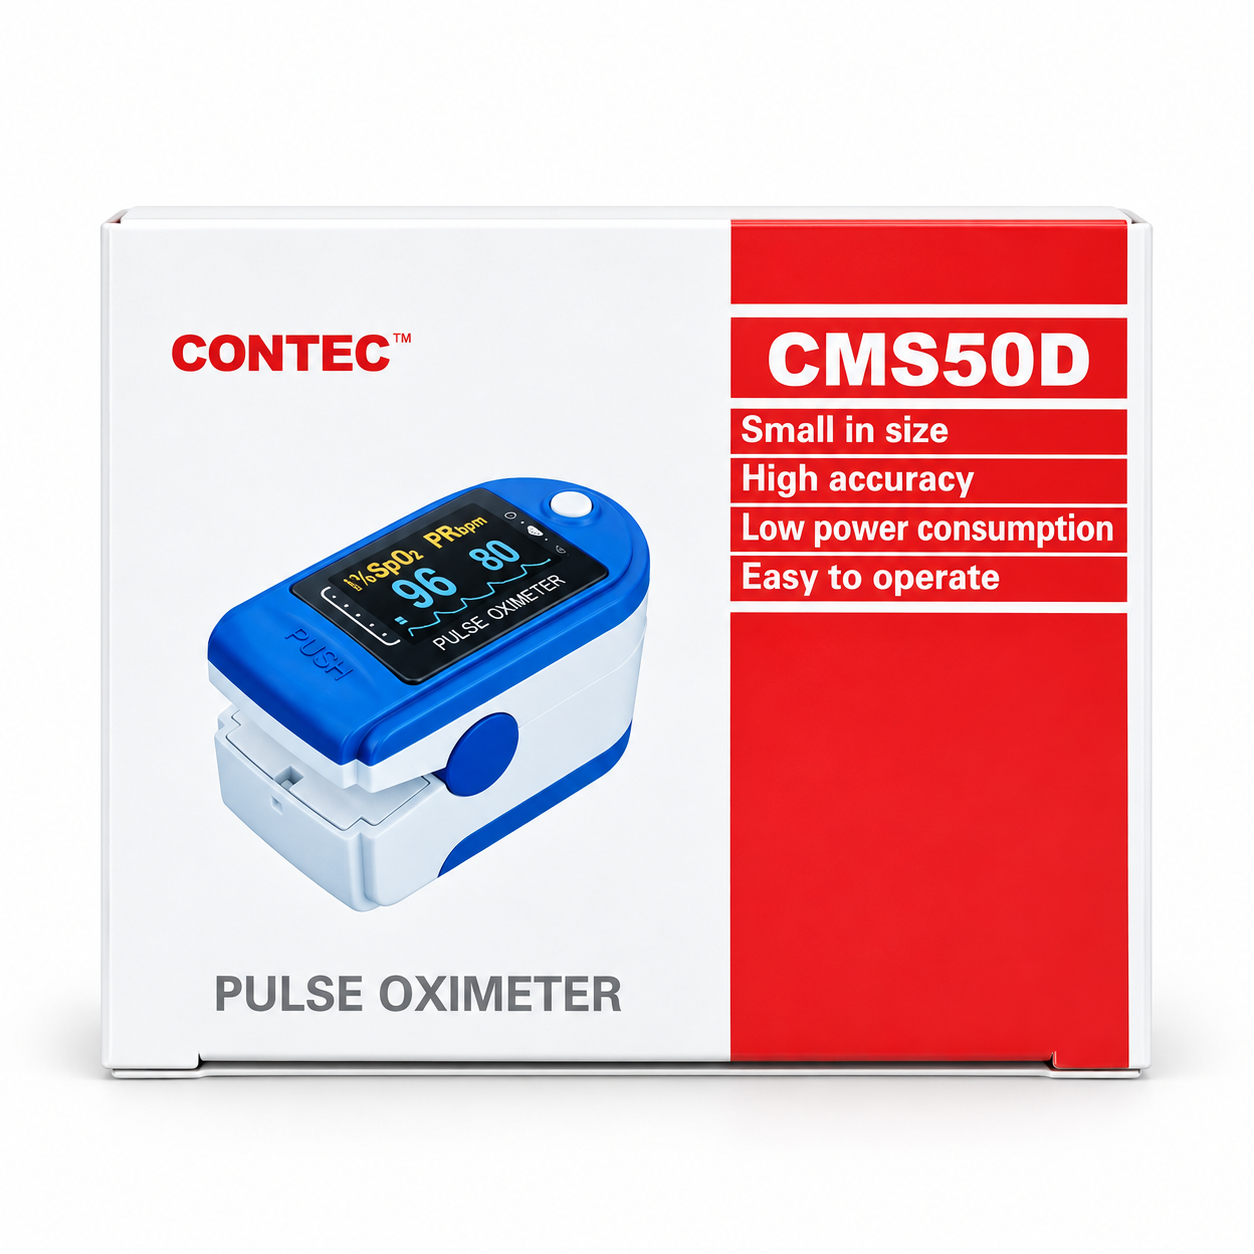 CONTEC™
CMS50D
Small in size
High accuracy
Low power consumption
Easy to operate
%SpO₂ PRbpm
96 80
PULSE OXIMETER
PUSH
PULSE OXIMETER